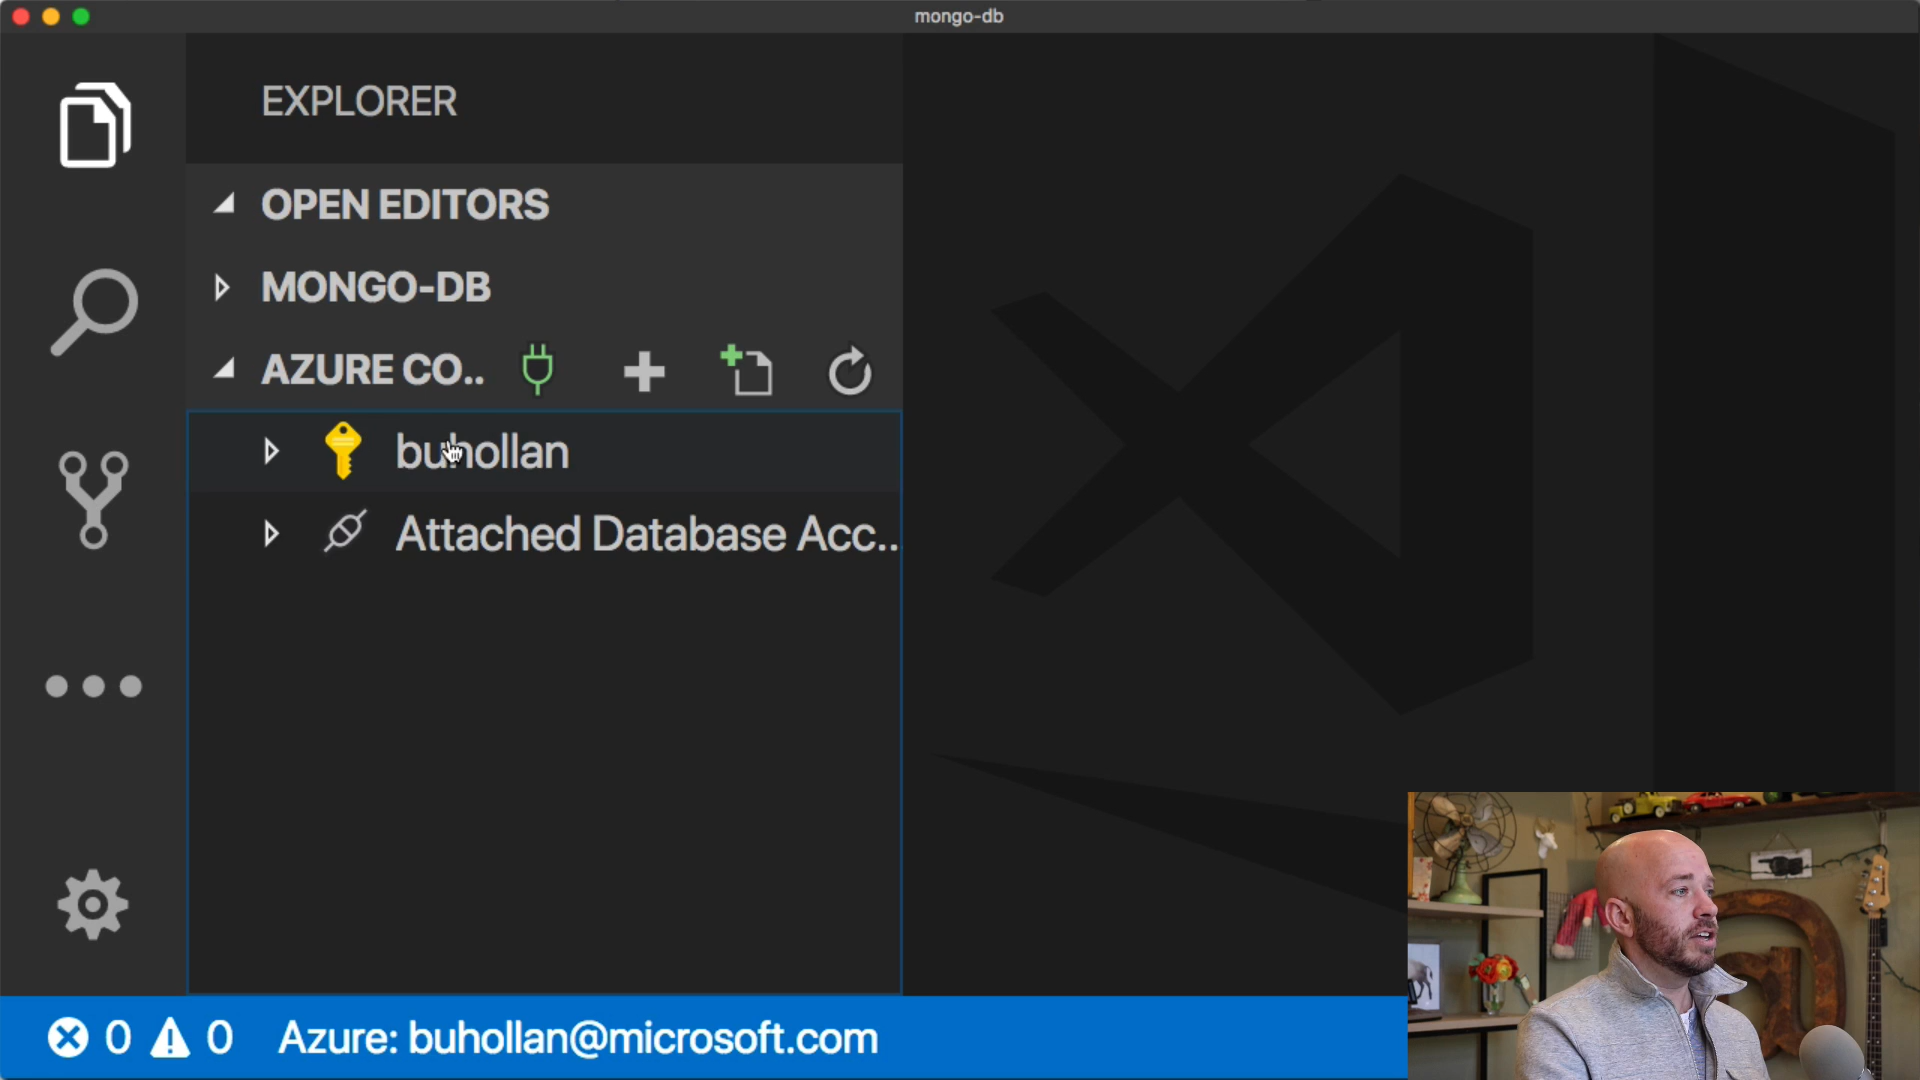 mongo-db
EXPLORER
OPEN EDITORS
MONGO-DB
AZURE CO..
buhollan
Attached Database Acc..
0 0 Azure: buhollan@microsoft.com